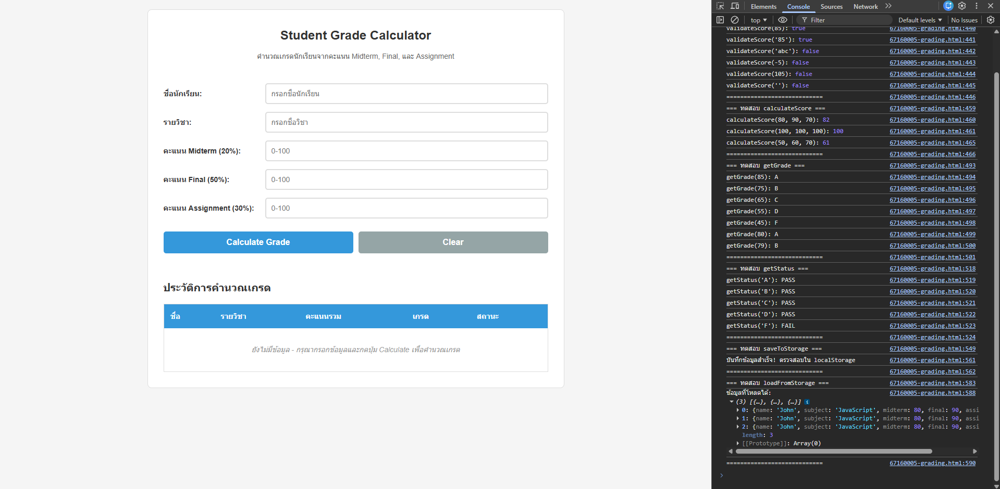 Student Grade Calculator
คำนวณเกรดนักเรียนจากคะแนน Midterm, Final, และ Assignment
ชื่อนักเรียน:
กรอกชื่อนักเรียน
รายวิชา:
กรอกชื่อวิชา
คะแนน Midterm (20%):
0-100
คะแนน Final (50%):
0-100
คะแนน Assignment (30%):
0-100
Calculate Grade
Clear
ประวัติการคำนวณเกรด
ชื่อ รายวิชา คะแนนรวม เกรด สถานะ
ยังไม่มีข้อมูล - กรุณากรอกข้อมูลและกดปุ่ม Calculate เพื่อคำนวณเกรด
Elements Console Sources Network
top Filter Default levels No Issues
validateScore(85): true 67160005-grading.html:440
validateScore('85'): true 67160005-grading.html:441
validateScore('abc'): false 67160005-grading.html:442
validateScore(-5): false 67160005-grading.html:443
validateScore(105): false 67160005-grading.html:444
validateScore(''): false 67160005-grading.html:445
============================ 67160005-grading.html:446
=== ทดสอบ calculateScore === 67160005-grading.html:459
calculateScore(80, 90, 70): 82 67160005-grading.html:460
calculateScore(100, 100, 100): 100 67160005-grading.html:461
calculateScore(50, 60, 70): 61 67160005-grading.html:465
============================ 67160005-grading.html:466
=== ทดสอบ getGrade === 67160005-grading.html:493
getGrade(85): A 67160005-grading.html:494
getGrade(75): B 67160005-grading.html:495
getGrade(65): C 67160005-grading.html:496
getGrade(55): D 67160005-grading.html:497
getGrade(45): F 67160005-grading.html:498
getGrade(80): A 67160005-grading.html:499
getGrade(79): B 67160005-grading.html:500
============================ 67160005-grading.html:501
=== ทดสอบ getStatus === 67160005-grading.html:518
getStatus('A'): PASS 67160005-grading.html:519
getStatus('B'): PASS 67160005-grading.html:520
getStatus('C'): PASS 67160005-grading.html:521
getStatus('D'): PASS 67160005-grading.html:522
getStatus('F'): FAIL 67160005-grading.html:523
============================ 67160005-grading.html:524
=== ทดสอบ saveToStorage === 67160005-grading.html:549
บันทึกข้อมูลสำเร็จ! ตรวจสอบใน localStorage 67160005-grading.html:561
============================ 67160005-grading.html:562
=== ทดสอบ loadFromStorage === 67160005-grading.html:583
ข้อมูลที่โหลดได้: 67160005-grading.html:588
(3) [{…}, {…}, {…}]
0: {name: 'John', subject: 'JavaScript', midterm: 80, final: 90, assi
1: {name: 'John', subject: 'JavaScript', midterm: 80, final: 90, assi
2: {name: 'John', subject: 'JavaScript', midterm: 80, final: 90, assi
length: 3
[[Prototype]]: Array(0)
============================ 67160005-grading.html:590